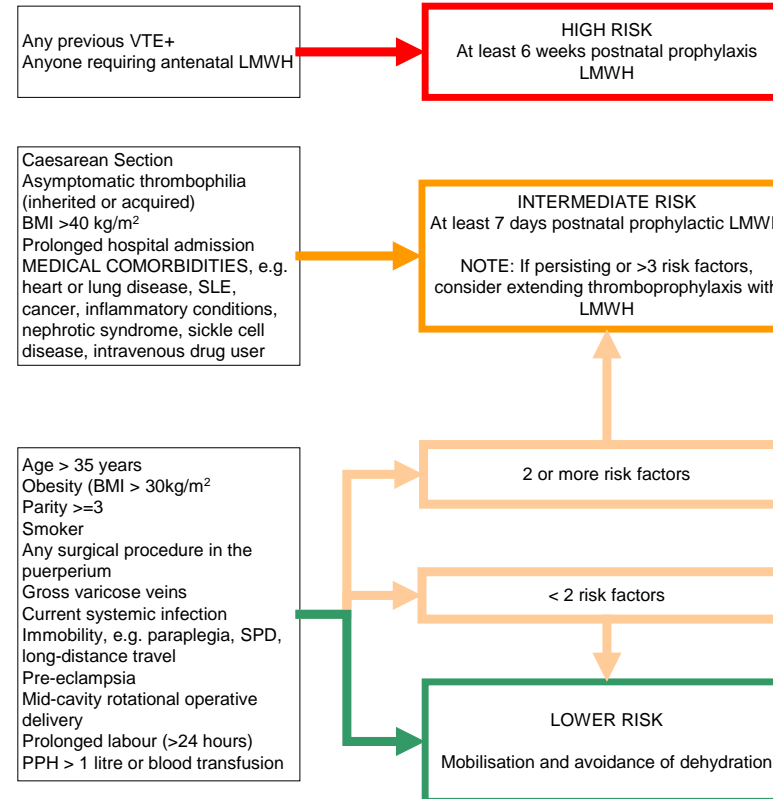 Any previous VTE+
Anyone requiring antenatal LMWH
HIGH RISK
At least 6 weeks postnatal prophylaxis
LMWH
Caesarean Section
Asymptomatic thrombophilia
(inherited or acquired)
BMI >40 kg/m²
Prolonged hospital admission
MEDICAL COMORBIDITIES, e.g.
heart or lung disease, SLE,
cancer, inflammatory conditions,
nephrotic syndrome, sickle cell
disease, intravenous drug user
INTERMEDIATE RISK
At least 7 days postnatal prophylactic LMWH
NOTE: If persisting or >3 risk factors,
consider extending thromboprophylaxis with
LMWH
Age > 35 years
Obesity (BMI > 30kg/m²
Parity >=3
Smoker
Any surgical procedure in the
puerperium
Gross varicose veins
Current systemic infection
Immobility, e.g. paraplegia, SPD,
long-distance travel
Pre-eclampsia
Mid-cavity rotational operative
delivery
Prolonged labour (>24 hours)
PPH > 1 litre or blood transfusion
2 or more risk factors
< 2 risk factors
LOWER RISK
Mobilisation and avoidance of dehydration